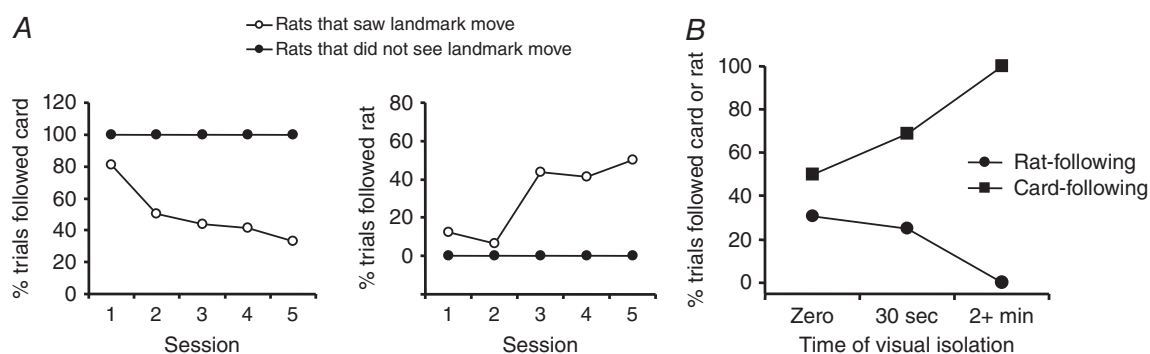 A
Rats that saw landmark move
Rats that did not see landmark move
% trials followed card
120
100
80
60
40
20
0
1 2 3 4 5
Session
% trials followed rat
80
60
40
20
0
1 2 3 4 5
Session
B
% trials followed card or rat
100
80
60
40
20
0
Rat-following
Card-following
Zero 30 sec 2+ min
Time of visual isolation